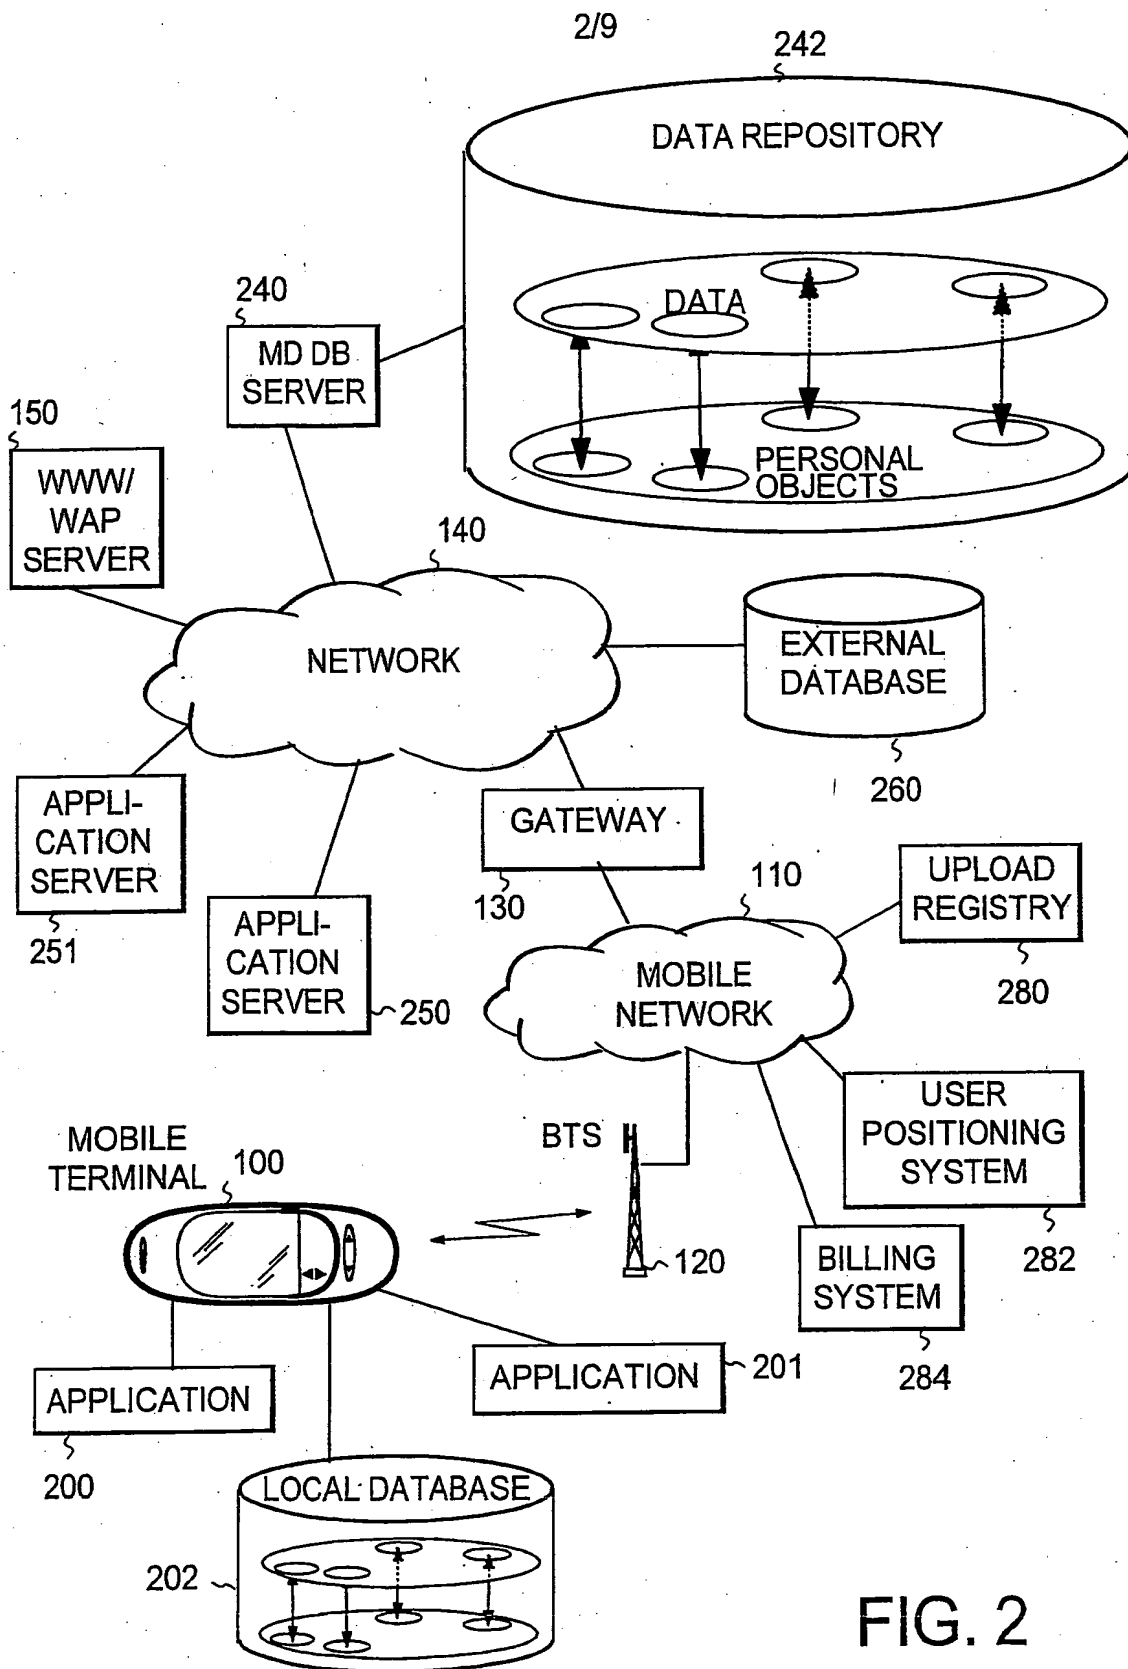 2/9
242
DATA REPOSITORY
DATA
PERSONAL
OBJECTS
240
MD DB
SERVER
150
WWW/
WAP
SERVER
140
NETWORK
EXTERNAL
DATABASE
260
APPLI-
CATION
SERVER
251
APPLI-
CATION
SERVER
250
GATEWAY
130
110
MOBILE
NETWORK
UPLOAD
REGISTRY
280
USER
POSITIONING
SYSTEM
282
BILLING
SYSTEM
284
BTS
120
MOBILE
TERMINAL
100
APPLICATION
200
APPLICATION
201
LOCAL DATABASE
202
FIG. 2